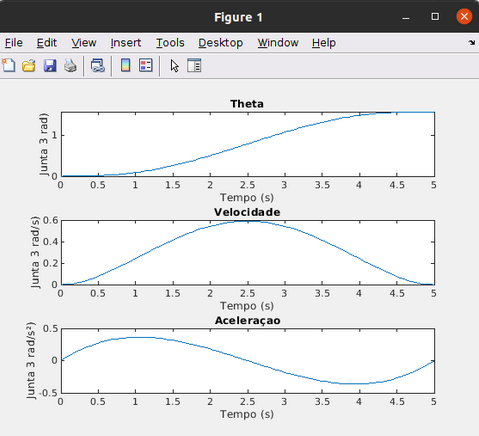 Figure 1
File Edit View Insert Tools Desktop Window Help
Theta
Junta 3 rad)
1
0
0 0.5 1 1.5 2 2.5 3 3.5 4 4.5 5
Tempo (s)
Velocidade
Junta 3 rad/s)
0.6
0.4
0.2
0
0 0.5 1 1.5 2 2.5 3 3.5 4 4.5 5
Tempo (s)
Aceleraçao
Junta 3 rad/s²)
0.5
0
-0.5
0 0.5 1 1.5 2 2.5 3 3.5 4 4.5 5
Tempo (s)